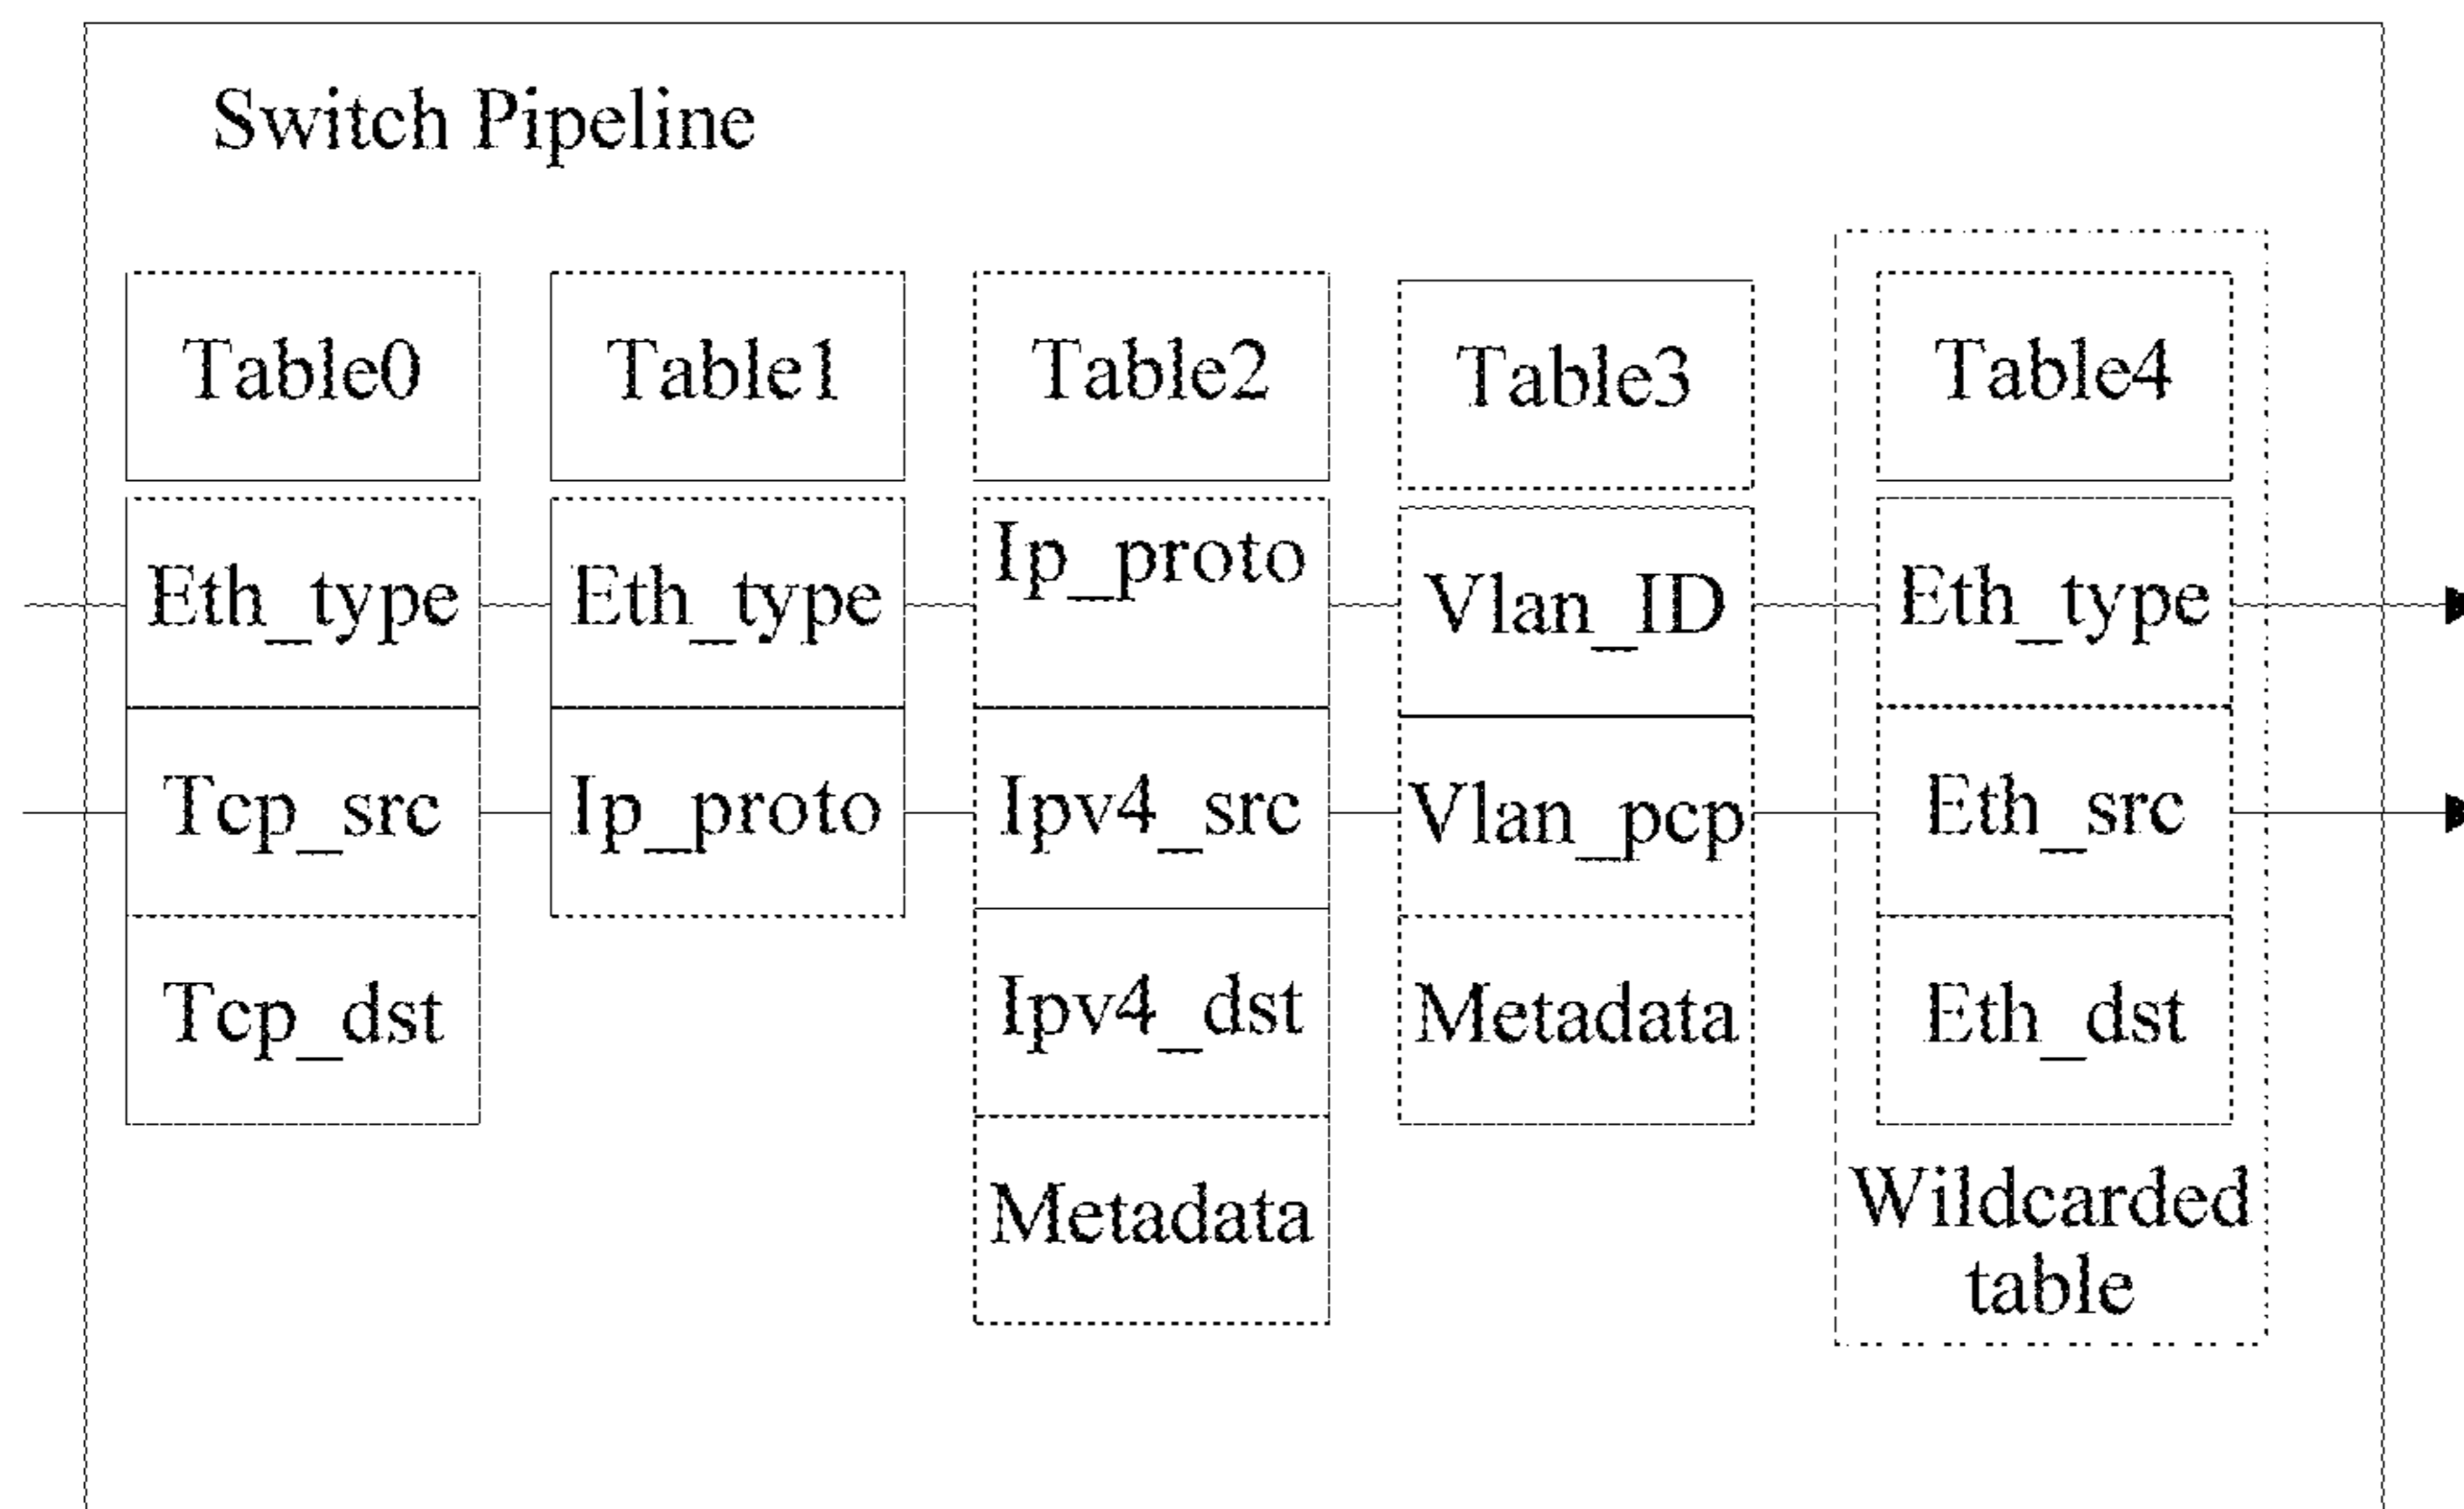 Switch Pipeline
Table0
Eth_type
Tcp_src
Tcp_dst
Table1
Eth_type
Ip_proto
Table2
Ip_proto
Ipv4_src
Ipv4_dst
Metadata
Table3
Vlan_ID
Vlan_pcp
Metadata
Table4
Eth_type
Eth_src
Eth_dst
Wildcarded
table